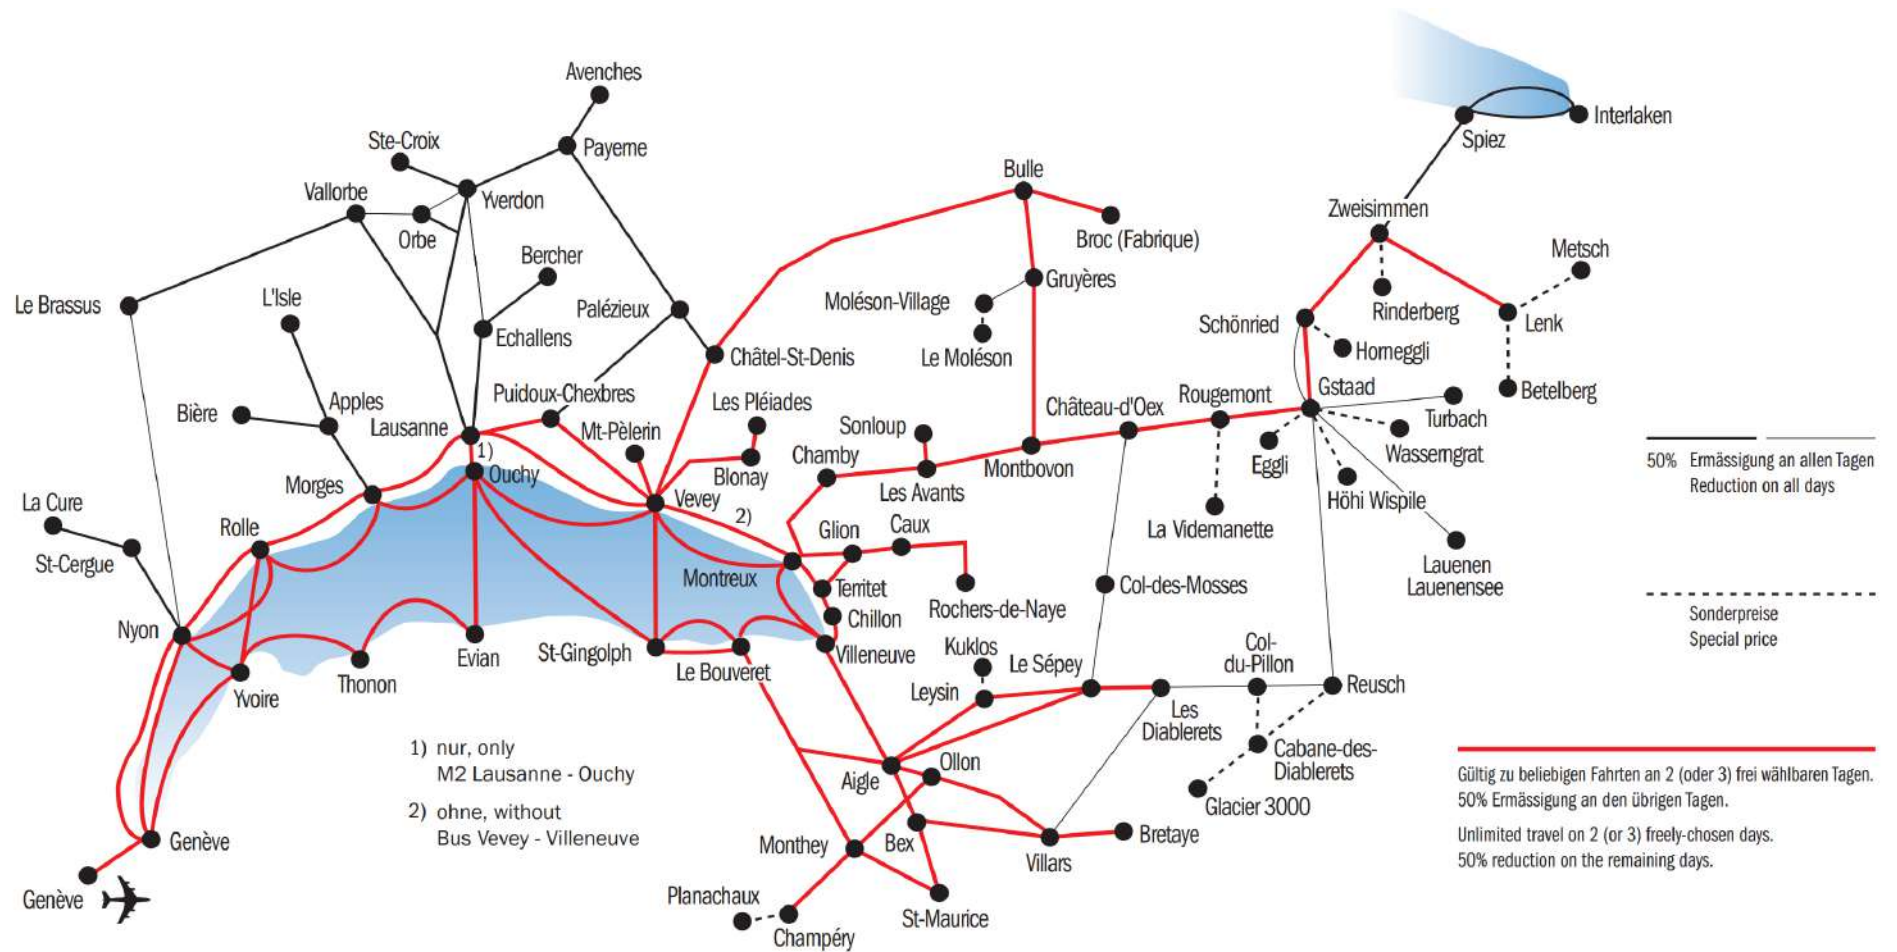 Avenches
Ste-Croix
Payerne
Vallorbe
Yverdon
Orbe
Bercher
Le Brassus
L'Isle
Palézieux
Echallens
Châtel-St-Denis
Puidoux-Chexbres
Bière
Apples
Lausanne
Les Pléiades
Mt-Pèlerin
1)
Ouchy
Blonay
Morges
Vevey
La Cure
Rolle
2)
St-Cergue
Montreux
Nyon
Evian
St-Gingolph
Le Bouveret
Yvoire
Thonon
Genève
Genève
Interlaken
Spiez
Bulle
Zweisimmen
Broc (Fabrique)
Metsch
Gruyères
Moléson-Village
Rinderberg
Schönried
Lenk
Le Moléson
Horneggli
Rougemont
Gstaad
Betelberg
Château-d'Oex
Turbach
Sonloup
Chamby
Montbovon
Eggli
Wasserngrat
Les Avants
Höhi Wispile
Glion
Caux
La Videmanette
Lauenen
Lauenensee
Territet
Rochers-de-Naye
Col-des-Mosses
Chillon
Villeneuve
Kuklos
Le Sépey
Col-
du-Pillon
Leysin
Reusch
Les
Diablerets
Cabane-des-
Diablerets
Aigle
Ollon
Glacier 3000
Monthey
Bex
Villars
Bretaye
Planachaux
St-Maurice
Champéry
1) nur, only
M2 Lausanne - Ouchy
2) ohne, without
Bus Vevey - Villeneuve
50% Ermässigung an allen Tagen
Reduction on all days
Sonderpreise
Special price
Gültig zu beliebigen Fahrten an 2 (oder 3) frei wählbaren Tagen.
50% Ermässigung an den übrigen Tagen.
Unlimited travel on 2 (or 3) freely-chosen days.
50% reduction on the remaining days.